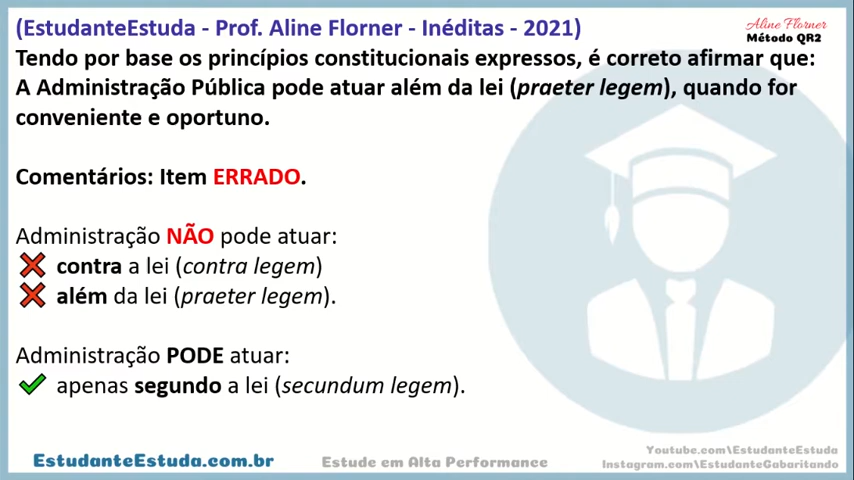 (EstudanteEstuda - Prof. Aline Florner - Inéditas - 2021)
Aline Florner
Método QR2
Tendo por base os princípios constitucionais expressos, é correto afirmar que:
A Administração Pública pode atuar além da lei (praeter legem), quando for
conveniente e oportuno.
Comentários: Item ERRADO.
Administração NÃO pode atuar:
contra a lei (contra legem)
além da lei (praeter legem).
Administração PODE atuar:
apenas segundo a lei (secundum legem).
EstudanteEstuda.com.br
Estude em Alta Performance
Youtube.com\EstudanteEstuda
Instagram.com\EstudanteGabaritando